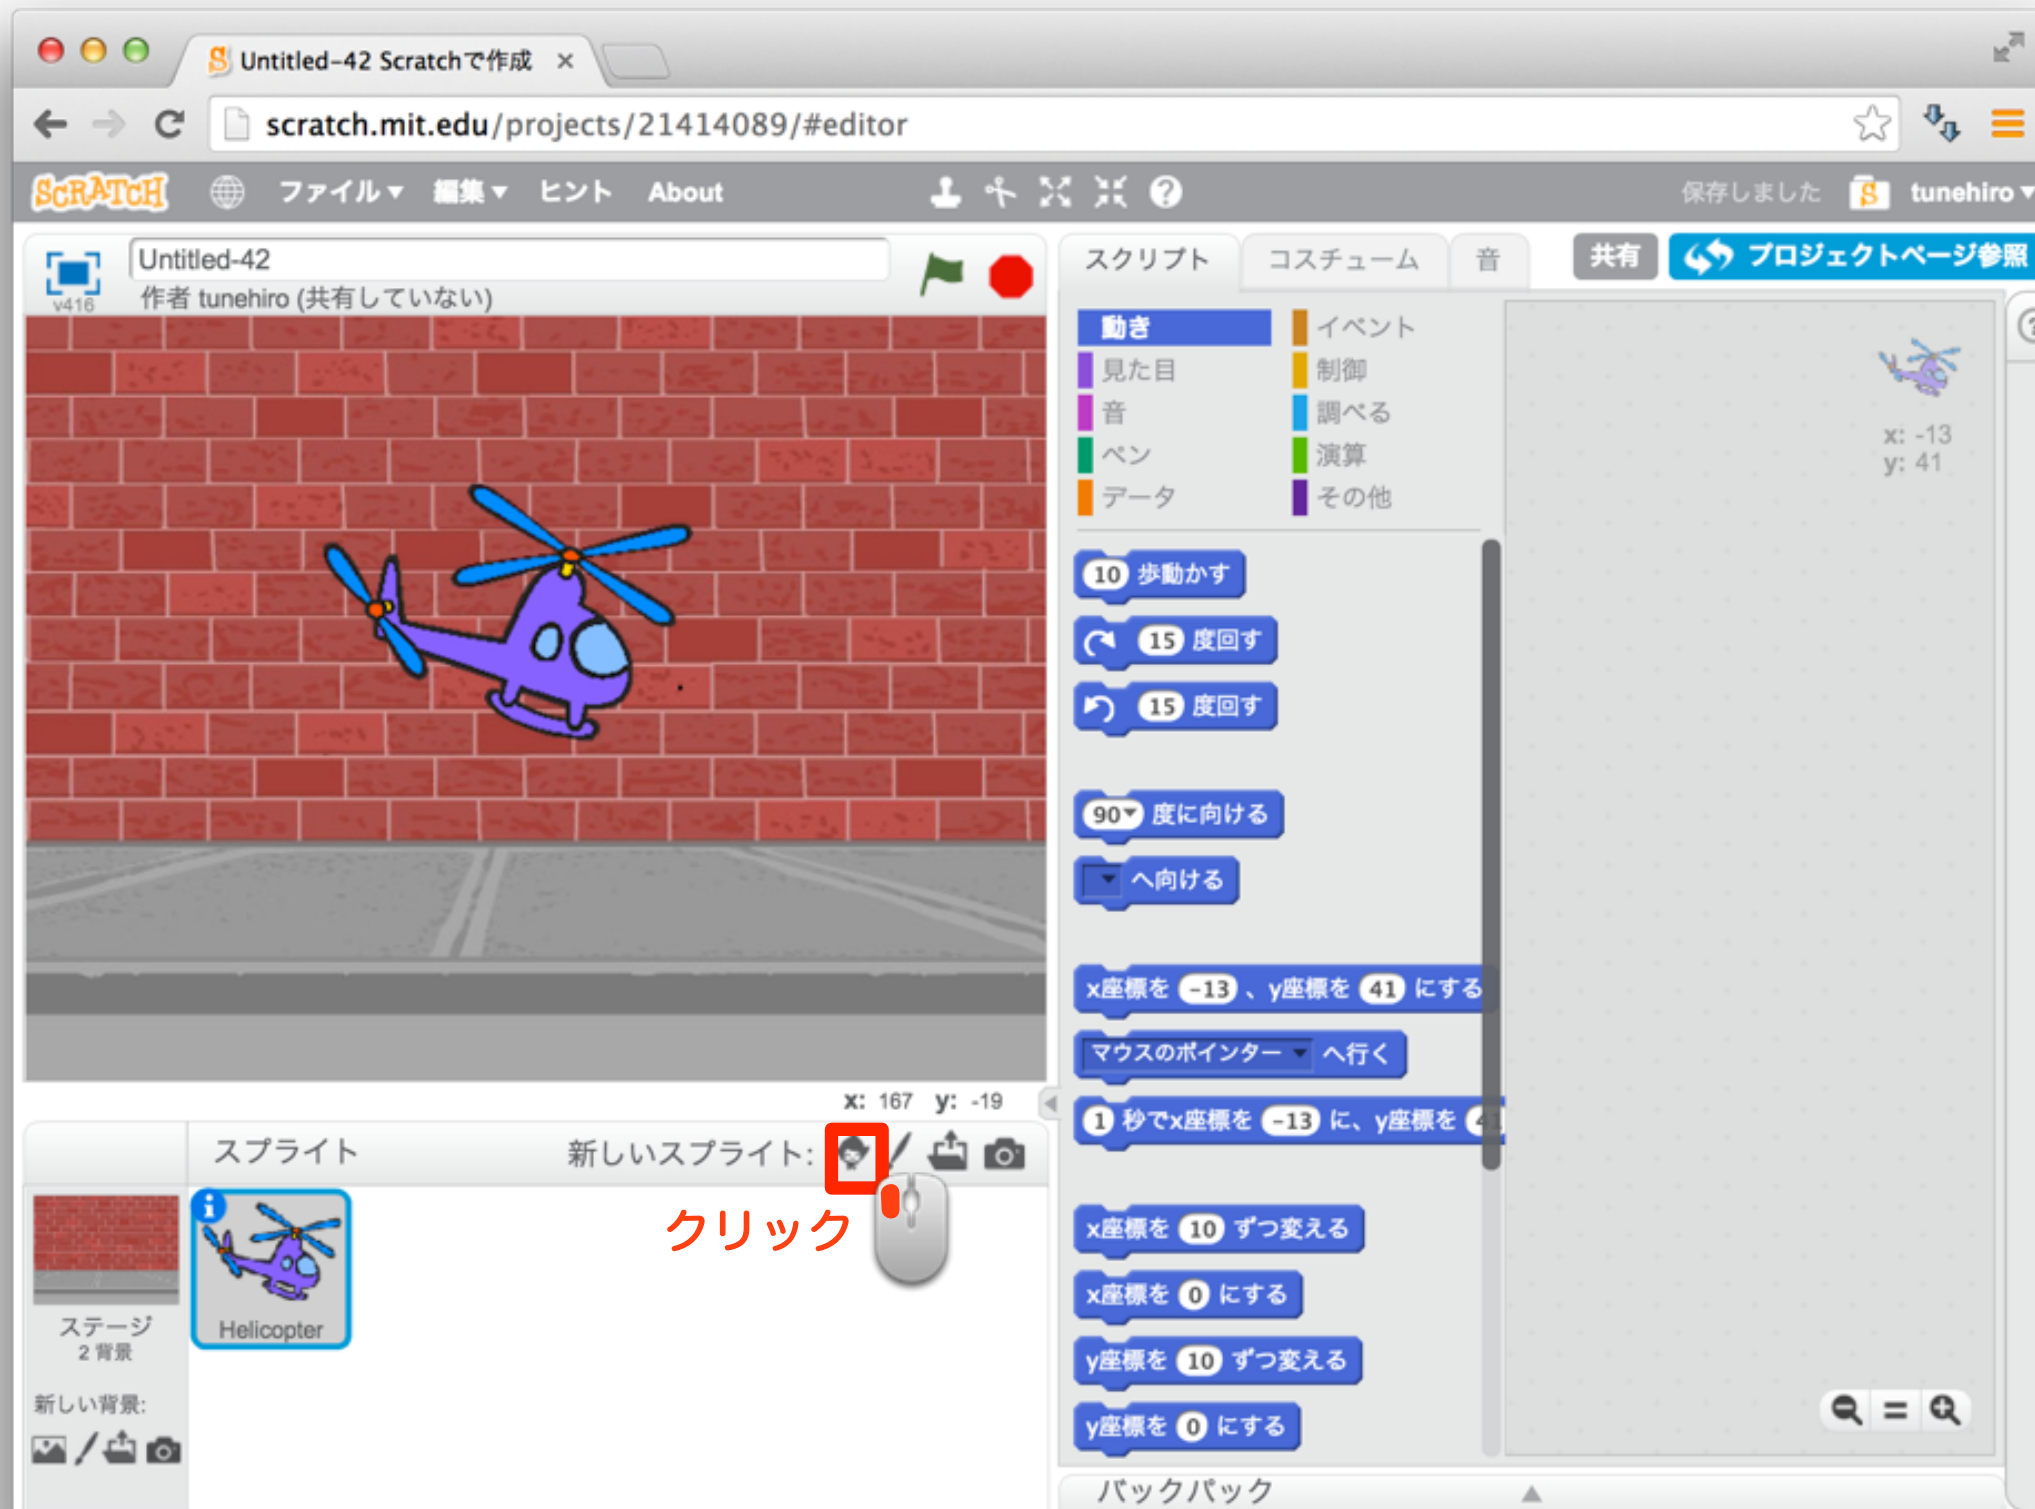 Untitled-42 Scratchで作成
scratch.mit.edu/projects/21414089/#editor
SCRATCH ファイル 編集 ヒント About 保存しました tunehiro
v416
Untitled-42
作者 tunehiro (共有していない)
スクリプト コスチューム 音 共有 プロジェクトページ参照
動き イベント
見た目 制御
音 調べる
ペン 演算
データ その他
x: -13
y: 41
10 歩動かす
15 度回す
15 度回す
90 度に向ける
へ向ける
x座標を -13 、y座標を 41 にする
マウスのポインター へ行く
1 秒でx座標を -13 に、y座標を 41
x座標を 10 ずつ変える
x座標を 0 にする
y座標を 10 ずつ変える
y座標を 0 にする
x: 167 y: -19
スプライト 新しいスプライト:
クリック
ステージ
2 背景
Helicopter
新しい背景:
バックパック